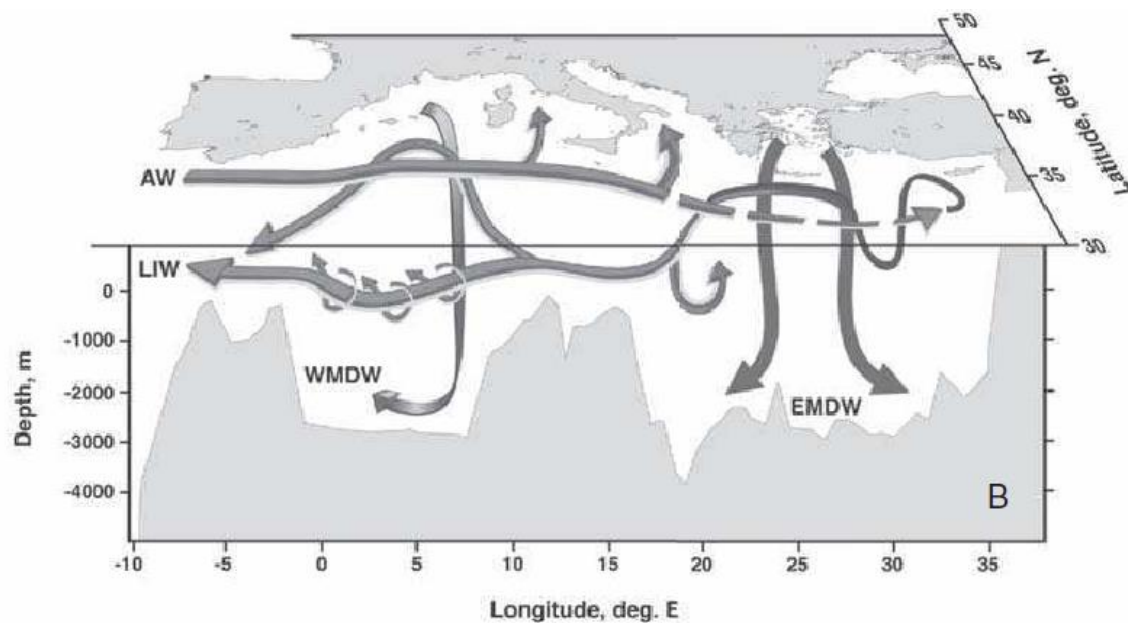 50
45
40
35
30
Latitude, deg. N
AW
LIW
WMDW
EMDW
B
Depth, m
0
-1000
-2000
-3000
-4000
-10 -5 0 5 10 15 20 25 30 35
Longitude, deg. E